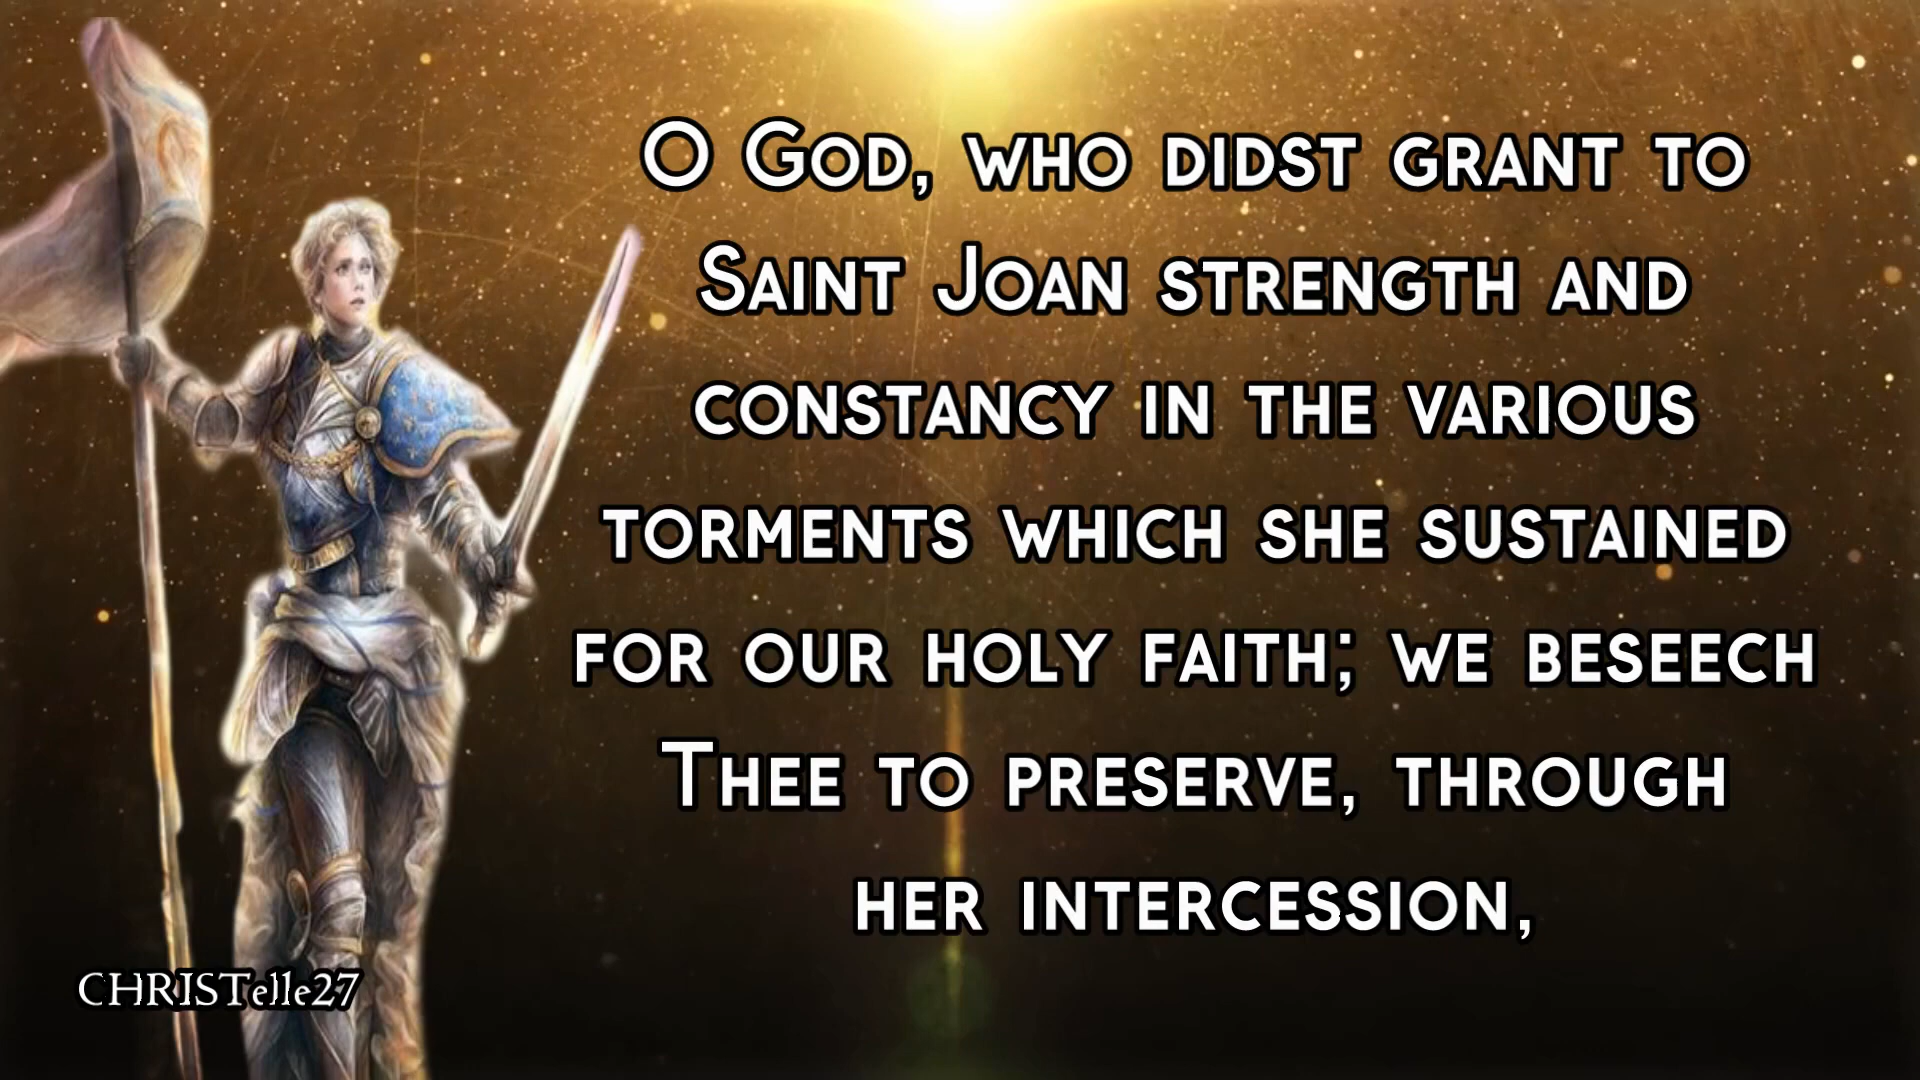 O God, who didst grant to
Saint Joan strength and
constancy in the various
torments which she sustained
for our holy faith; we beseech
Thee to preserve, through
her intercession,
CHRISTelle27